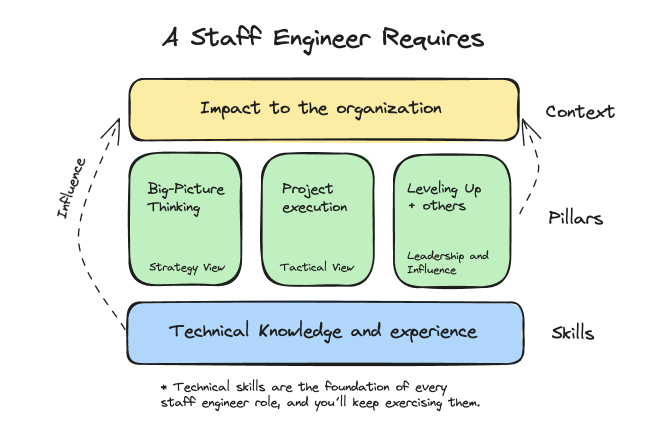 A Staff Engineer Requires
Impact to the organization
Context
Influence
Big-Picture
Thinking
Strategy View
Project
execution
Tactical View
Leveling Up
+ others
Leadership and
Influence
Pillars
Technical Knowledge and experience
Skills
* Technical skills are the foundation of every
staff engineer role, and you'll keep exercising them.